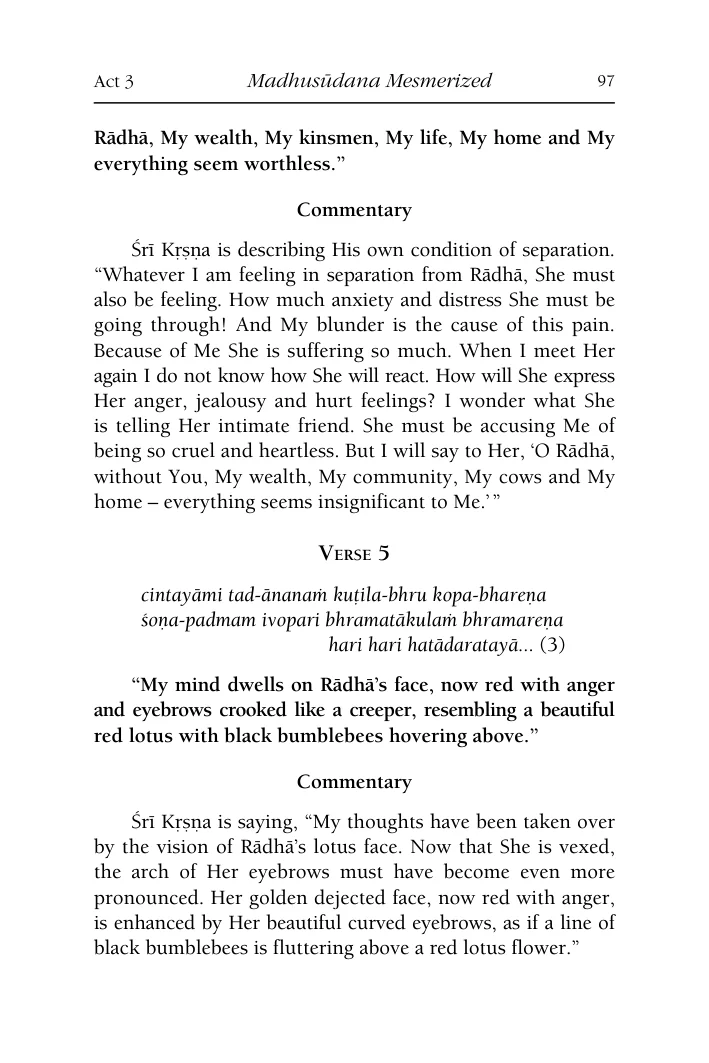 Act 3 Madhusūdana Mesmerized 97
Rādhā, My wealth, My kinsmen, My life, My home and My
everything seem worthless.”
Commentary
Śrī Kṛṣṇa is describing His own condition of separation.
“Whatever I am feeling in separation from Rādhā, She must
also be feeling. How much anxiety and distress She must be
going through! And My blunder is the cause of this pain.
Because of Me She is suffering so much. When I meet Her
again I do not know how She will react. How will She express
Her anger, jealousy and hurt feelings? I wonder what She
is telling Her intimate friend. She must be accusing Me of
being so cruel and heartless. But I will say to Her, ‘O Rādhā,
without You, My wealth, My community, My cows and My
home – everything seems insignificant to Me.’”
Verse 5
cintayāmi tad-ānanaṁ kuṭila-bhru kopa-bhareṇa
śoṇa-padmam ivopari bhramatākulaṁ bhramareṇa
hari hari hatādaratayā... (3)
“My mind dwells on Rādhā’s face, now red with anger
and eyebrows crooked like a creeper, resembling a beautiful
red lotus with black bumblebees hovering above.”
Commentary
Śrī Kṛṣṇa is saying, “My thoughts have been taken over
by the vision of Rādhā’s lotus face. Now that She is vexed,
the arch of Her eyebrows must have become even more
pronounced. Her golden dejected face, now red with anger,
is enhanced by Her beautiful curved eyebrows, as if a line of
black bumblebees is fluttering above a red lotus flower.”